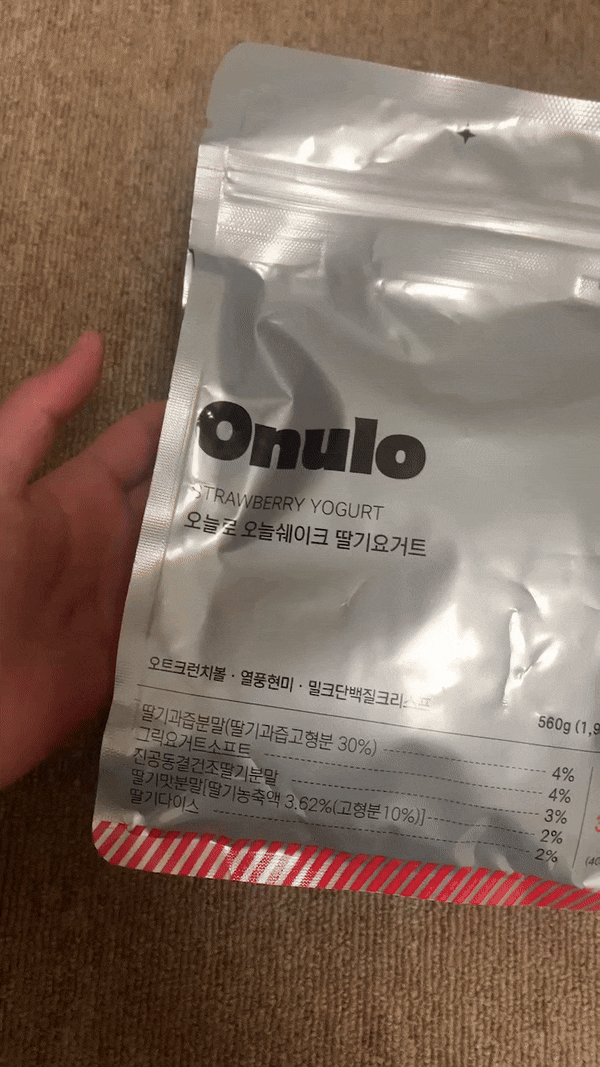 Onulo
STRAWBERRY YOGURT
오늘로 오늘쉐이크 딸기요거트
오트크런치볼 · 열풍현미 · 밀크단백질크리스프
560g (1,9
딸기과즙분말(딸기과즙고형분 30%) 4%
그릭요거트소프트 4%
진공동결건조딸기분말 3%
딸기맛분말[딸기농축액 3.62%(고형분10%)] 2%
딸기다이스 2%
(40